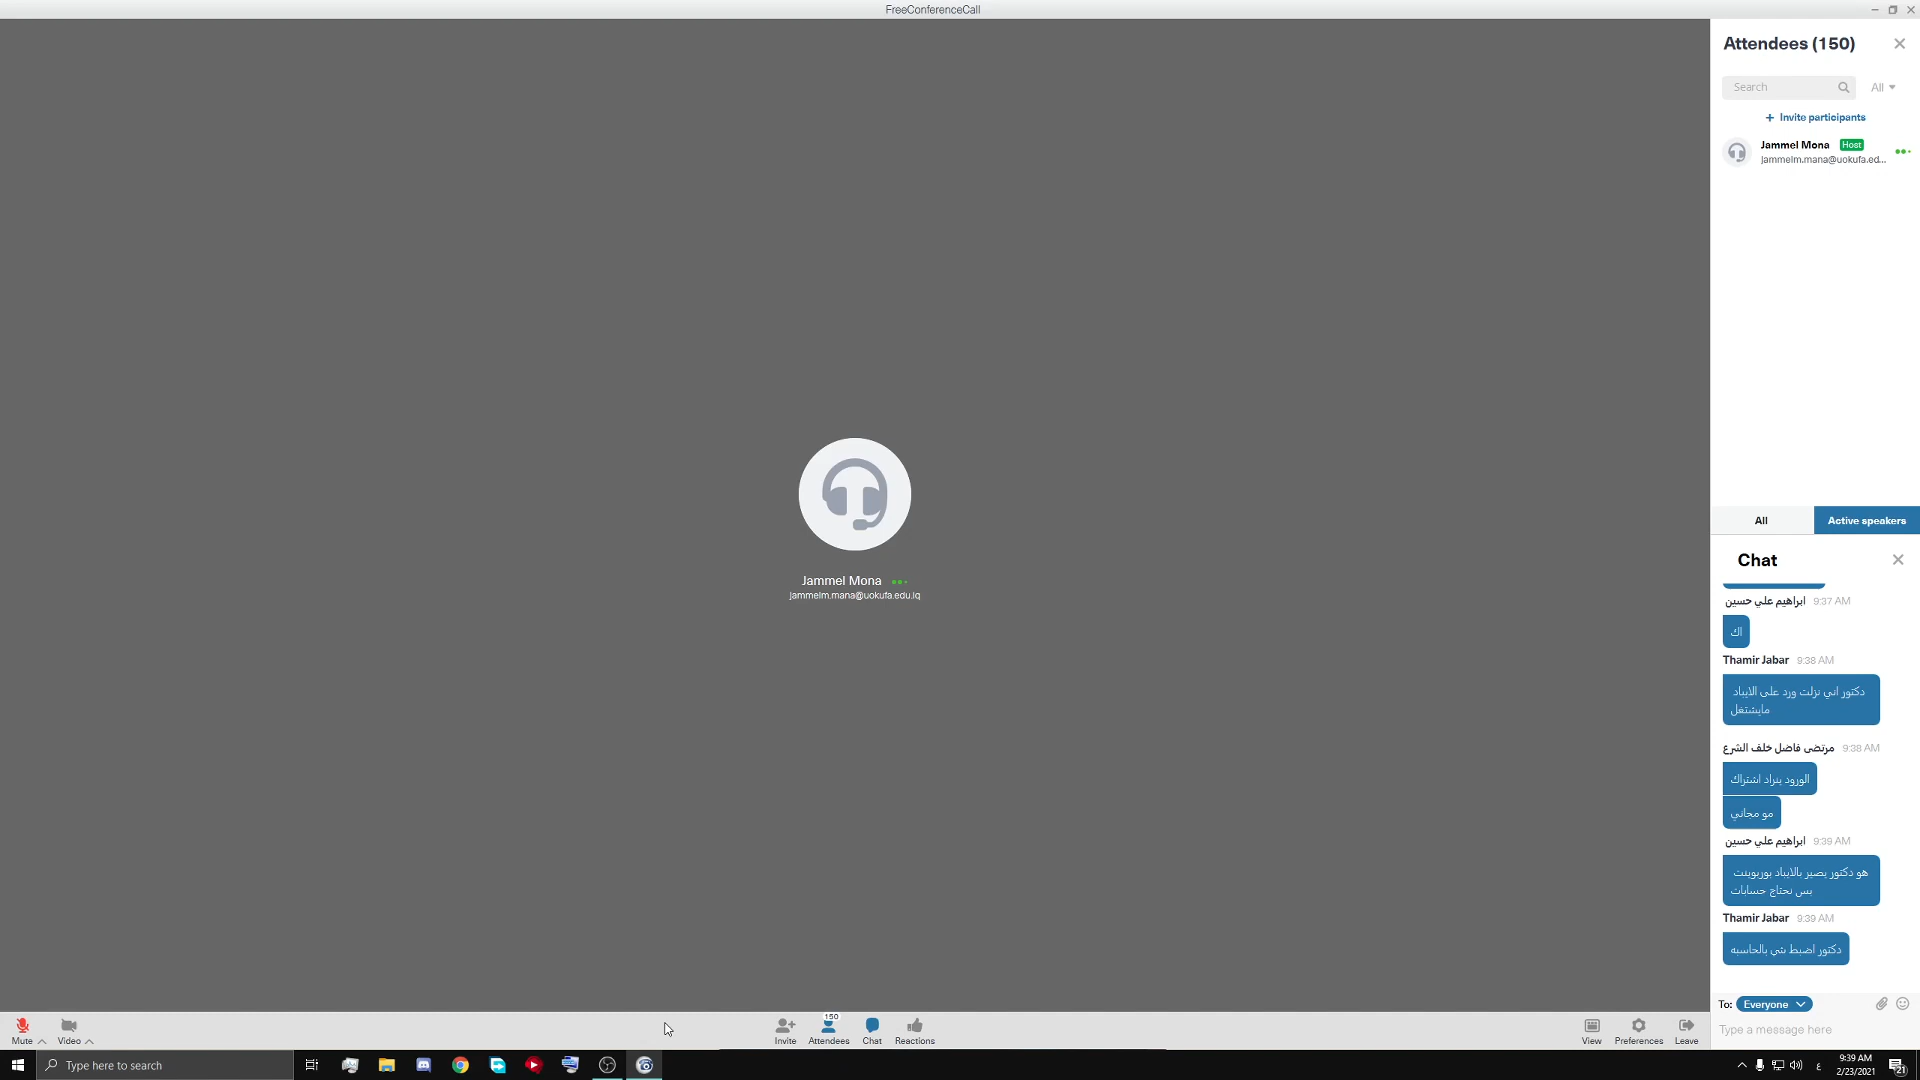 FreeConferenceCall
Jammel Mona
jammelm.mana@uokufa.edu.iq
Attendees (150)
Search
All
+ Invite participants
Jammel Mona Host
jammelm.mana@uokufa.ed...
All
Active speakers
Chat
ابراهيم علي حسين 9:37 AM
اك
Thamir Jabar 9:38 AM
دكتور اني نزلت ورد على الايباد
مايشتغل
مرتضى فاضل خلف الشرع 9:38 AM
الورود يتراد اشتراك
مو مجاني
ابراهيم علي حسين 9:39 AM
هو دكتور يصير بالايباد بوربوينت
بس نحتاج حسابات
Thamir Jabar 9:39 AM
دكتور اضبط شي بالحاسبه
To: Everyone
Type a message here
Mute
Video
Invite
150
Attendees
Chat
Reactions
View
Preferences
Leave
Type here to search
ع
9:39 AM
2/23/2021
21